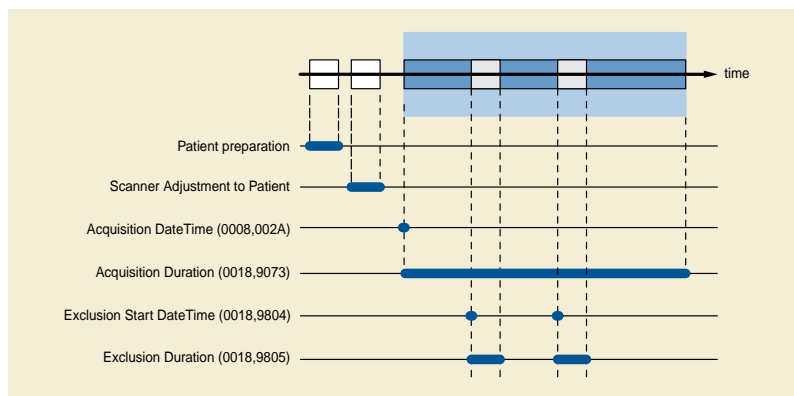 time
Patient preparation
Scanner Adjustment to Patient
Acquisition DateTime (0008,002A)
Acquisition Duration (0018,9073)
Exclusion Start DateTime (0018,9804)
Exclusion Duration (0018,9805)